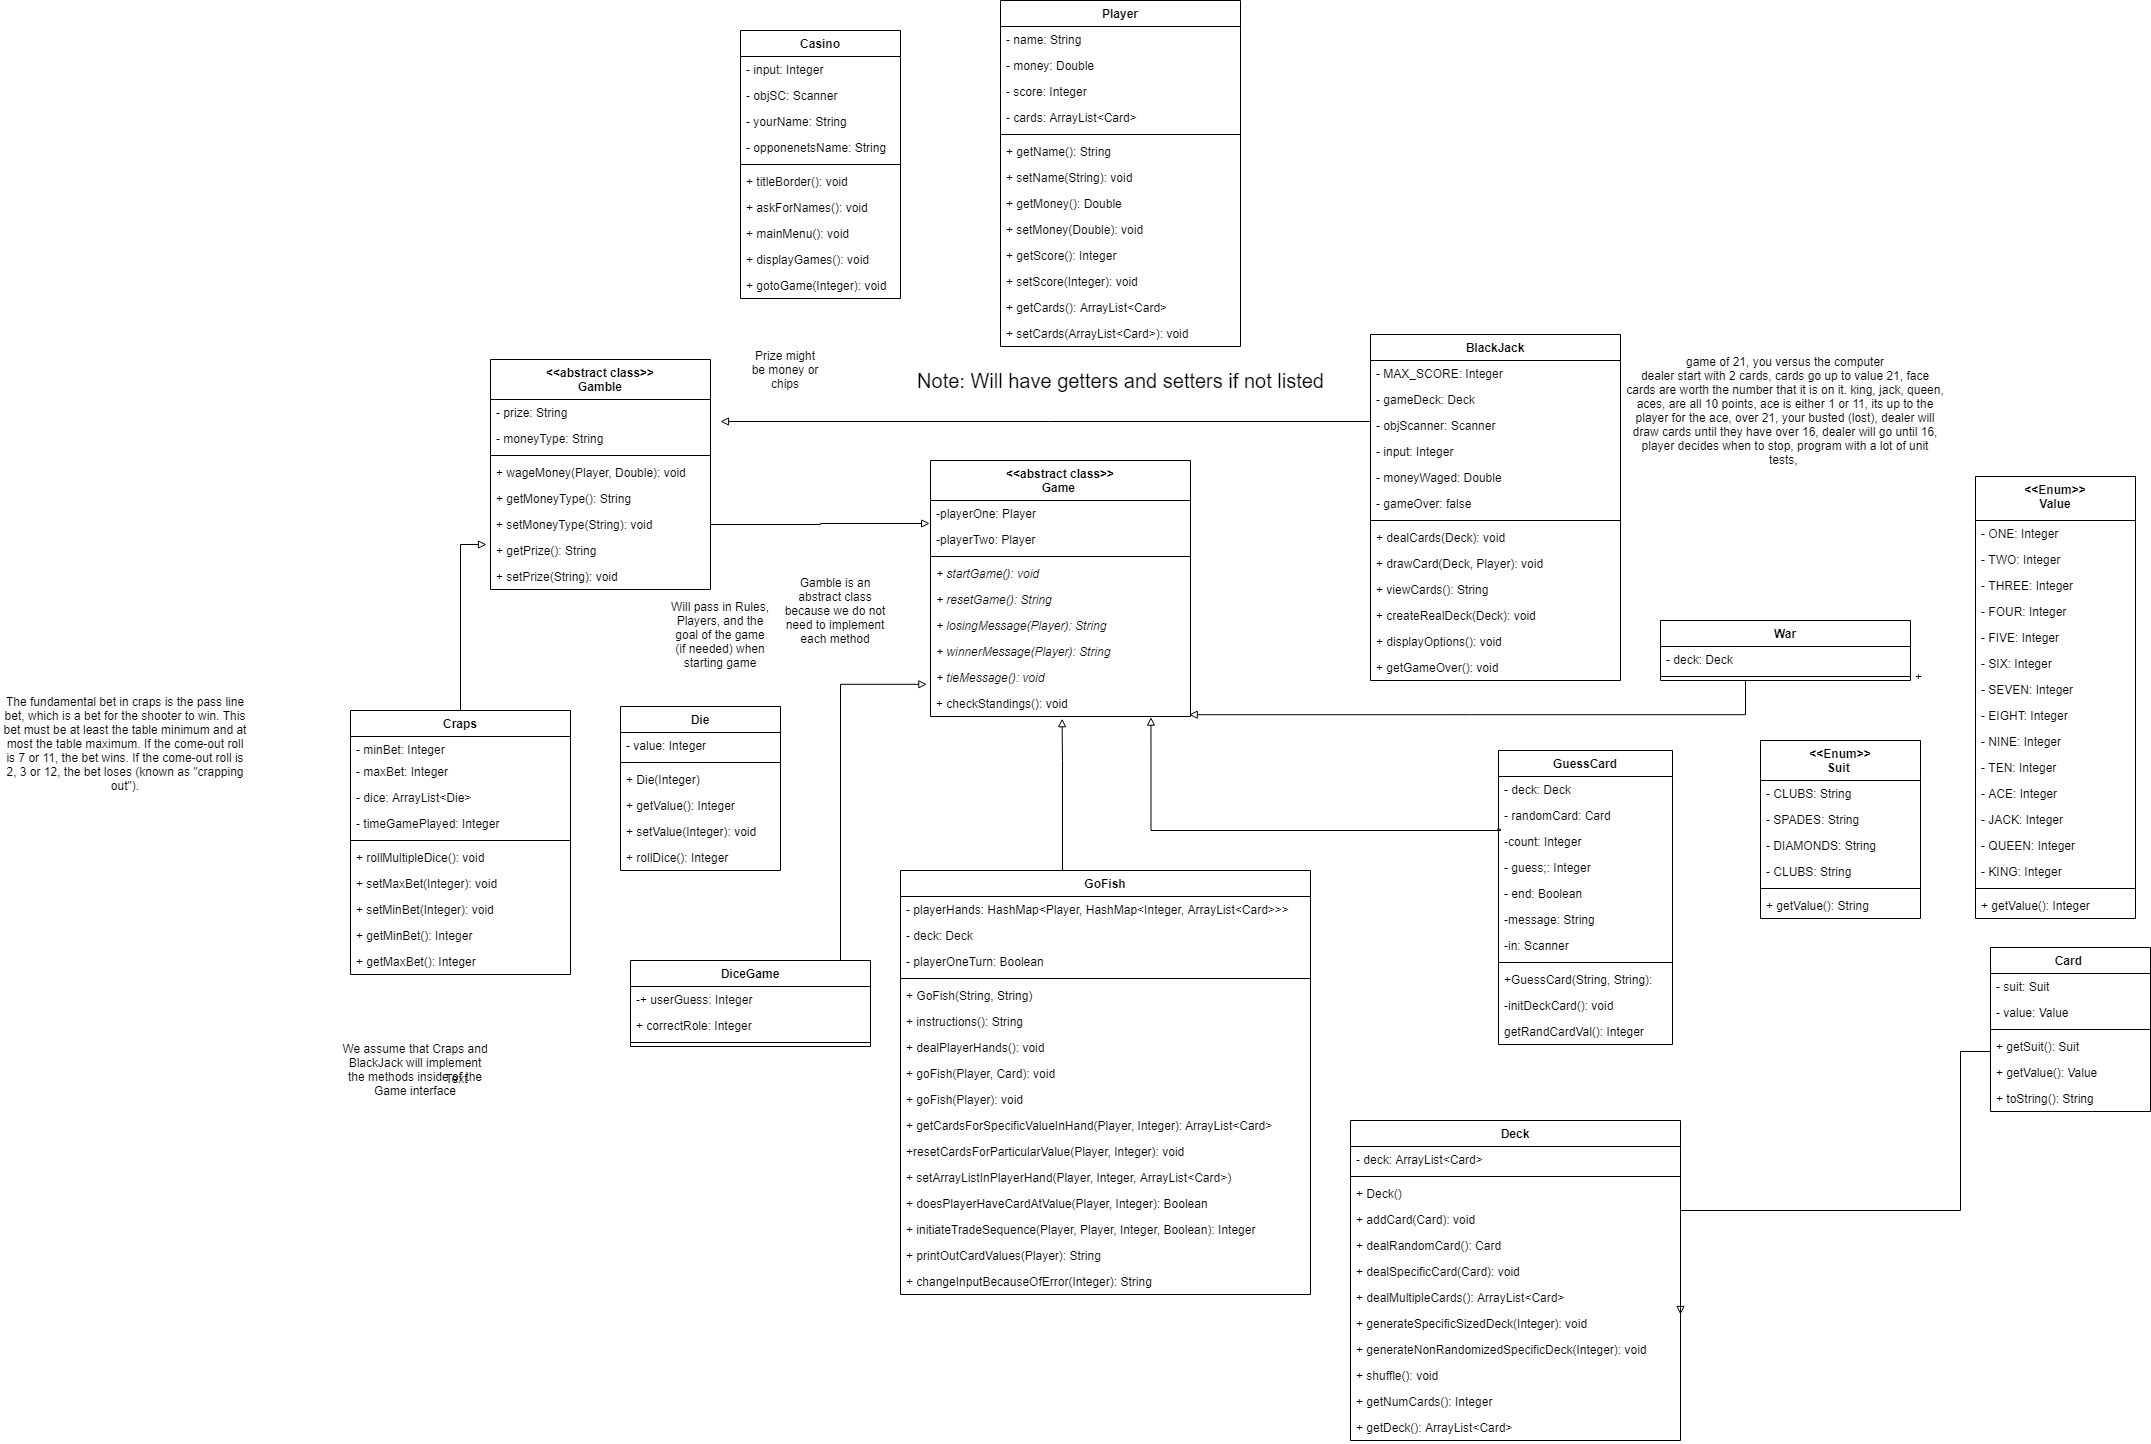 Player
- name: String
- money: Double
- score: Integer
- cards: ArrayList<Card>
+ getName(): String
+ setName(String): void
+ getMoney(): Double
+ setMoney(Double): void
+ getScore(): Integer
+ setScore(Integer): void
+ getCards(): ArrayList<Card>
+ setCards(ArrayList<Card>): void
Casino
- input: Integer
- objSC: Scanner
- yourName: String
- opponenetsName: String
+ titleBorder(): void
+ askForNames(): void
+ mainMenu(): void
+ displayGames(): void
+ gotoGame(Integer): void
Prize might
be money or
chips
Note: Will have getters and setters if not listed
<<abstract class>>
Gamble
- prize: String
- moneyType: String
+ wageMoney(Player, Double): void
+ getMoneyType(): String
+ setMoneyType(String): void
+ getPrize(): String
+ setPrize(String): void
<<abstract class>>
Game
-playerOne: Player
-playerTwo: Player
+ startGame(): void
+ resetGame(): String
+ losingMessage(Player): String
+ winnerMessage(Player): String
+ tieMessage(): void
+ checkStandings(): void
BlackJack
- MAX_SCORE: Integer
- gameDeck: Deck
- objScanner: Scanner
- input: Integer
- moneyWaged: Double
- gameOver: false
+ dealCards(Deck): void
+ drawCard(Deck, Player): void
+ viewCards(): String
+ createRealDeck(Deck): void
+ displayOptions(): void
+ getGameOver(): void
game of 21, you versus the computer
dealer start with 2 cards, cards go up to value 21, face
cards are worth the number that it is on it. king, jack, queen,
aces, are all 10 points, ace is either 1 or 11, its up to the
player for the ace, over 21, your busted (lost), dealer will
draw cards until they have over 16, dealer will go until 16,
player decides when to stop, program with a lot of unit
tests,
<<Enum>>
Value
- ONE: Integer
- TWO: Integer
- THREE: Integer
- FOUR: Integer
- FIVE: Integer
- SIX: Integer
- SEVEN: Integer
- EIGHT: Integer
- NINE: Integer
- TEN: Integer
- ACE: Integer
- JACK: Integer
- QUEEN: Integer
- KING: Integer
+ getValue(): Integer
Gamble is an
abstract class
because we do not
need to implement
each method
Will pass in Rules,
Players, and the
goal of the game
(if needed) when
starting game
War
- deck: Deck
+
The fundamental bet in craps is the pass line
bet, which is a bet for the shooter to win. This
bet must be at least the table minimum and at
most the table maximum. If the come-out roll
is 7 or 11, the bet wins. If the come-out roll is
2, 3 or 12, the bet loses (known as "crapping
out").
Craps
- minBet: Integer
- maxBet: Integer
- dice: ArrayList<Die>
- timeGamePlayed: Integer
+ rollMultipleDice(): void
+ setMaxBet(Integer): void
+ setMinBet(Integer): void
+ getMinBet(): Integer
+ getMaxBet(): Integer
Die
- value: Integer
+ Die(Integer)
+ getValue(): Integer
+ setValue(Integer): void
+ rollDice(): Integer
GuessCard
- deck: Deck
- randomCard: Card
-count: Integer
- guess;: Integer
- end: Boolean
-message: String
-in: Scanner
+GuessCard(String, String):
-initDeckCard(): void
getRandCardVal(): Integer
<<Enum>>
Suit
- CLUBS: String
- SPADES: String
- DIAMONDS: String
- CLUBS: String
+ getValue(): String
GoFish
- playerHands: HashMap<Player, HashMap<Integer, ArrayList<Card>>>
- deck: Deck
- playerOneTurn: Boolean
+ GoFish(String, String)
+ instructions(): String
+ dealPlayerHands(): void
+ goFish(Player, Card): void
+ goFish(Player): void
+ getCardsForSpecificValueInHand(Player, Integer): ArrayList<Card>
+resetCardsForParticularValue(Player, Integer): void
+ setArrayListInPlayerHand(Player, Integer, ArrayList<Card>)
+ doesPlayerHaveCardAtValue(Player, Integer): Boolean
+ initiateTradeSequence(Player, Player, Integer, Boolean): Integer
+ printOutCardValues(Player): String
+ changeInputBecauseOfError(Integer): String
DiceGame
-+ userGuess: Integer
+ correctRole: Integer
Card
- suit: Suit
- value: Value
+ getSuit(): Suit
+ getValue(): Value
+ toString(): String
We assume that Craps and
BlackJack will implement
the methods inside of the
Game interface
Text
Deck
- deck: ArrayList<Card>
+ Deck()
+ addCard(Card): void
+ dealRandomCard(): Card
+ dealSpecificCard(Card): void
+ dealMultipleCards(): ArrayList<Card>
+ generateSpecificSizedDeck(Integer): void
+ generateNonRandomizedSpecificDeck(Integer): void
+ shuffle(): void
+ getNumCards(): Integer
+ getDeck(): ArrayList<Card>